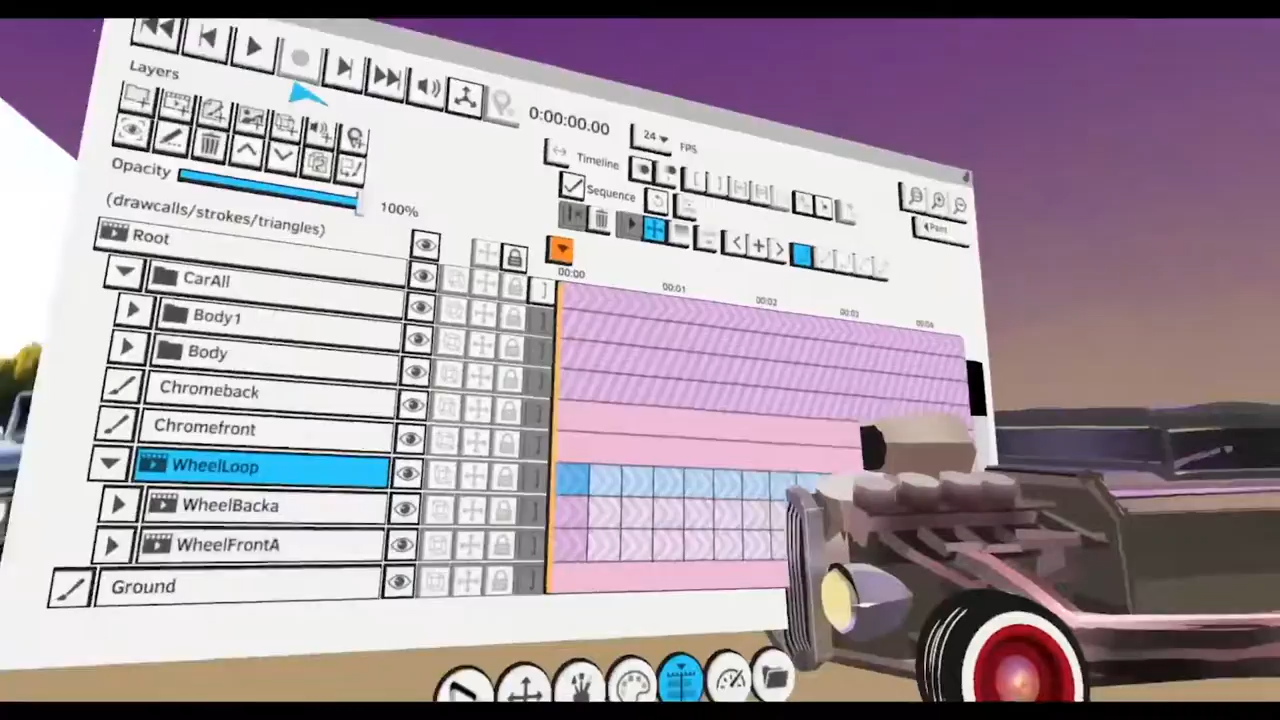 Layers
0:00:00.00
24 FPS
Timeline
Opacity 100%
Sequence
(drawcalls/strokes/triangles)
Root
00:00 00:01 00:02 00:03 00:04
CarAll
Body1
Body
Chromeback
Chromefront
WheelLoop
WheelBacka
WheelFrontA
Ground